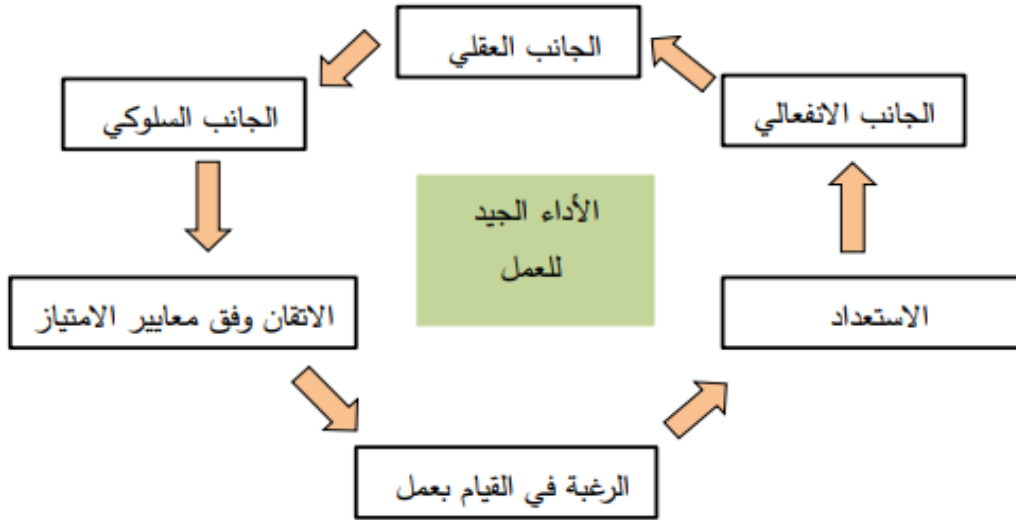 الجانب العقلي
الجانب الانفعالي
الجانب السلوكي
الأداء الجيد
للعمل
الاستعداد
الاتقان وفق معايير الامتياز
الرغبة في القيام بعمل